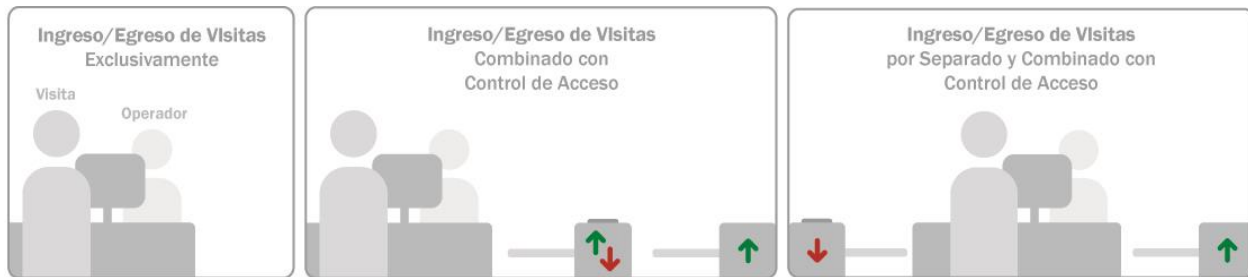 Ingreso/Egreso de VIsitas
Exclusivamente
Visita
Operador
Ingreso/Egreso de VIsitas
Combinado con
Control de Acceso
Ingreso/Egreso de VIsitas
por Separado y Combinado con
Control de Acceso